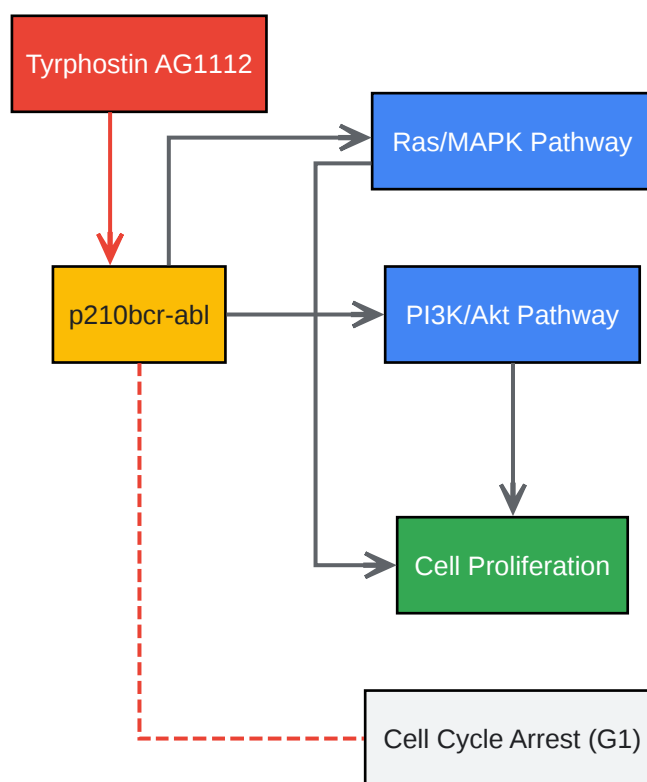 Tyrphostin AG1112
Ras/MAPK Pathway
p210bcr-abl
PI3K/Akt Pathway
Cell Proliferation
Cell Cycle Arrest (G1)